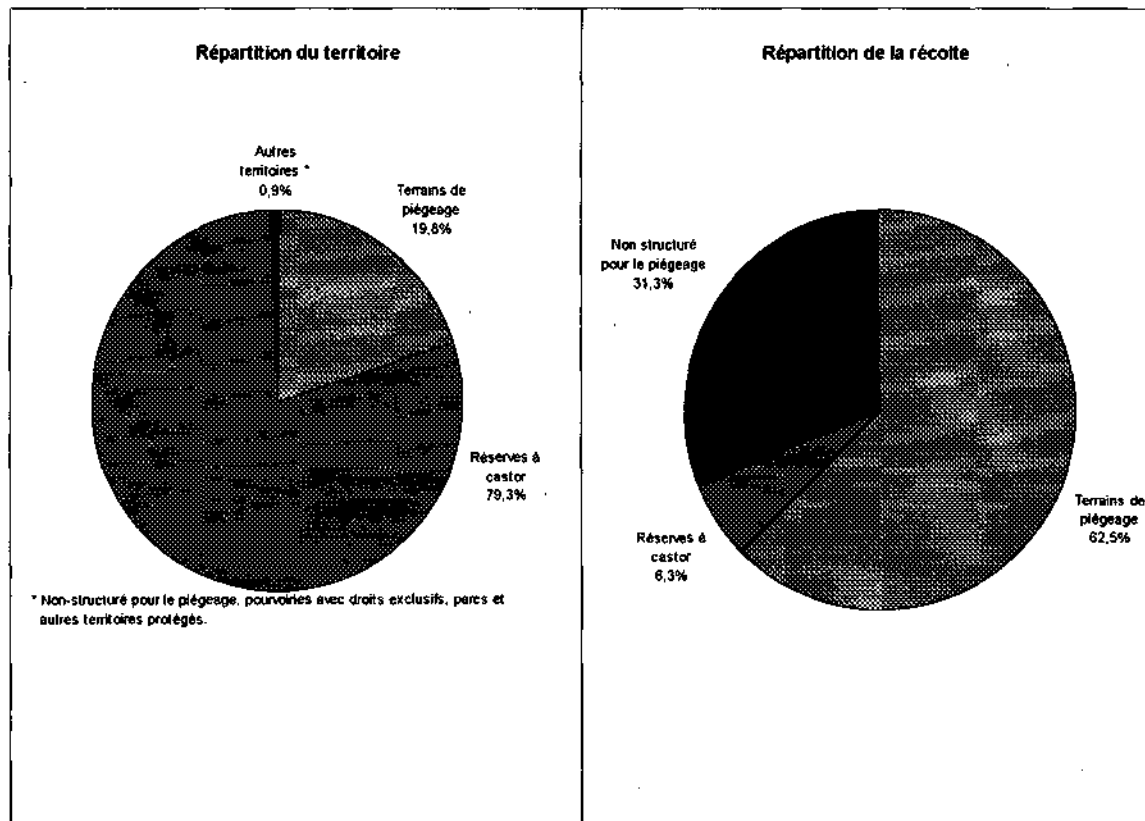 Répartition du territoire
Autres
territoires *
0,9%
Terrains de
piégeage
19,8%
Réserves à
castor
79,3%
* Non-structuré pour le piégeage, pourvoiries avec droits exclusifs, parcs et
autres territoires protégés.
Répartition de la récolte
Non structuré
pour le piégeage
31,3%
Réserves à
castor
6,3%
Terrains de
piégeage
62,5%